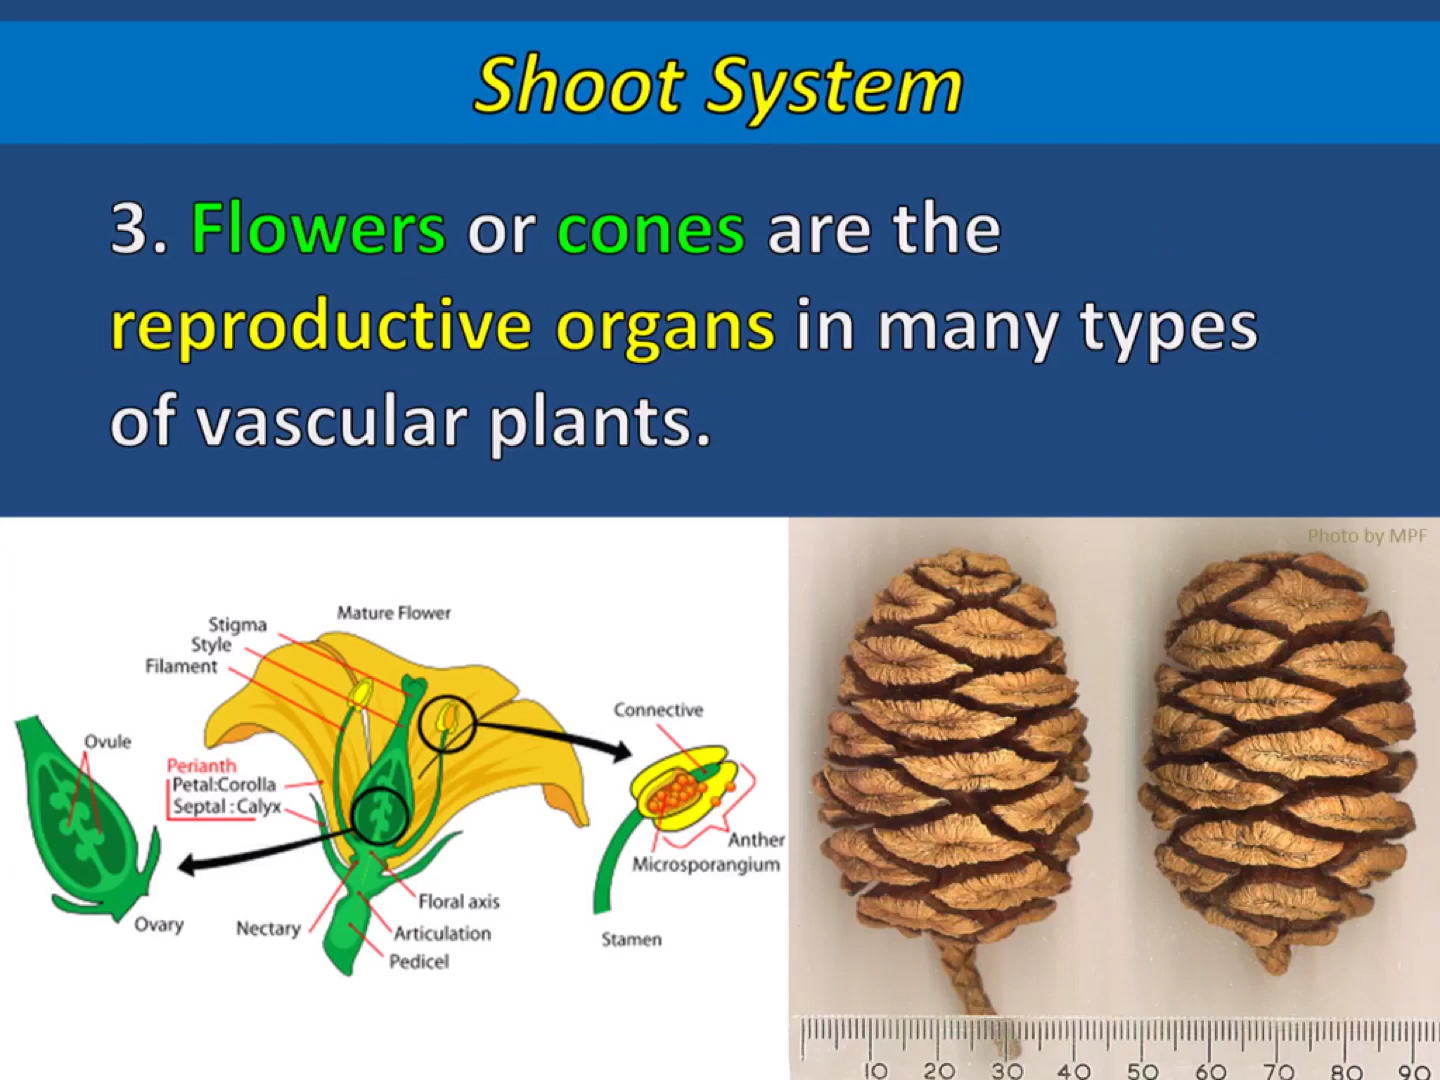 Shoot System
3. Flowers or cones are the
reproductive organs in many types
of vascular plants.
Photo by MPF
Mature Flower
Stigma
Style
Filament
Connective
Ovule
Perianth
Petal:Corolla
Septal : Calyx
Anther
Microsporangium
Floral axis
Ovary
Nectary
Articulation
Stamen
Pedicel
10 20 30 40 50 60 70 80 90